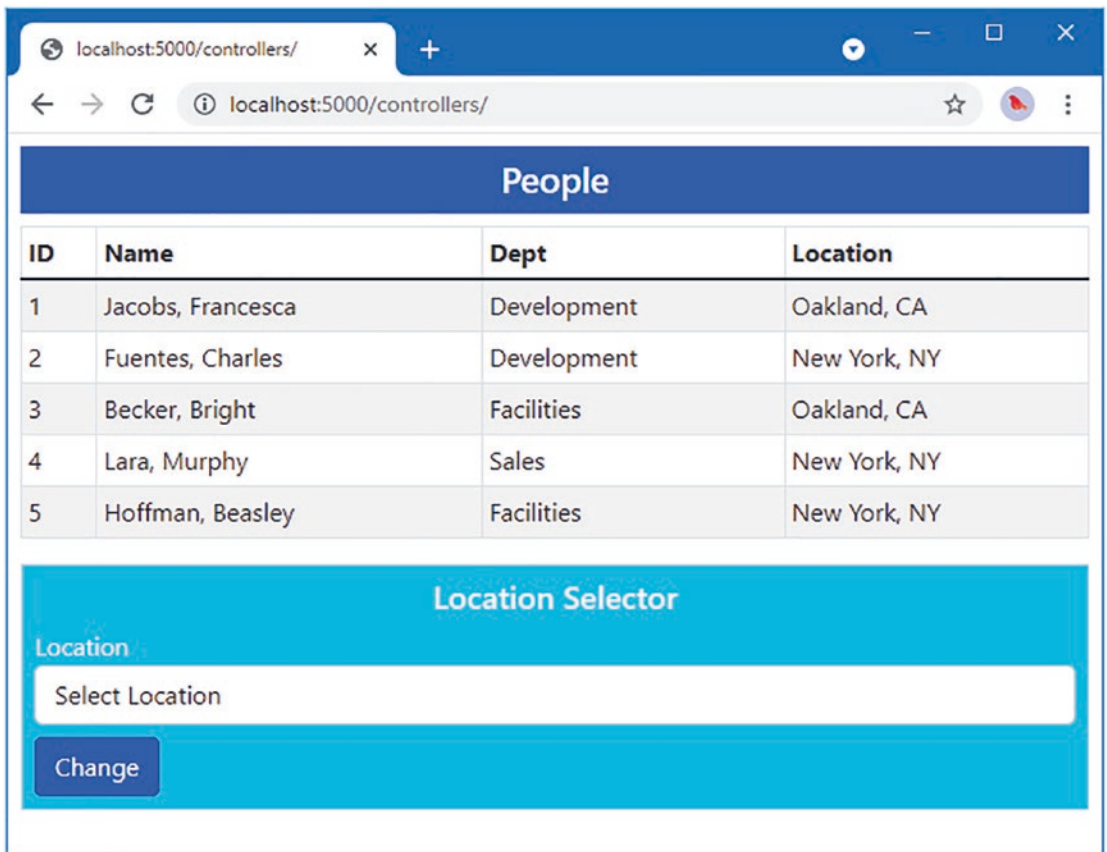 localhost:5000/controllers/
localhost:5000/controllers/
People
ID Name Dept Location
1 Jacobs, Francesca Development Oakland, CA
2 Fuentes, Charles Development New York, NY
3 Becker, Bright Facilities Oakland, CA
4 Lara, Murphy Sales New York, NY
5 Hoffman, Beasley Facilities New York, NY
Location Selector
Location
Select Location
Change